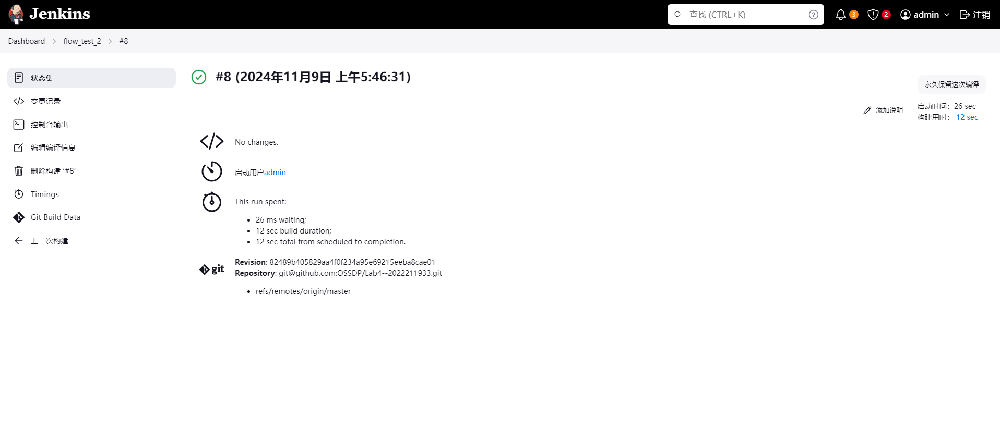 Jenkins
查找 (CTRL+K)
3
2
admin
注销
Dashboard
flow_test_2
#8
状态集
变更记录
控制台输出
编辑编译信息
删除构建 ‘#8’
Timings
Git Build Data
上一次构建
#8 (2024年11月9日 上午5:46:31)
永久保留这次编译
添加说明
启动时间: 26 sec
构建用时: 12 sec
No changes.
启动用户admin
This run spent:
26 ms waiting;
12 sec build duration;
12 sec total from scheduled to completion.
git
Revision: 82489b405829aa4f0f234a95e69215eeba8cae01
Repository: git@github.com:OSSDP/Lab4--2022211933.git
refs/remotes/origin/master